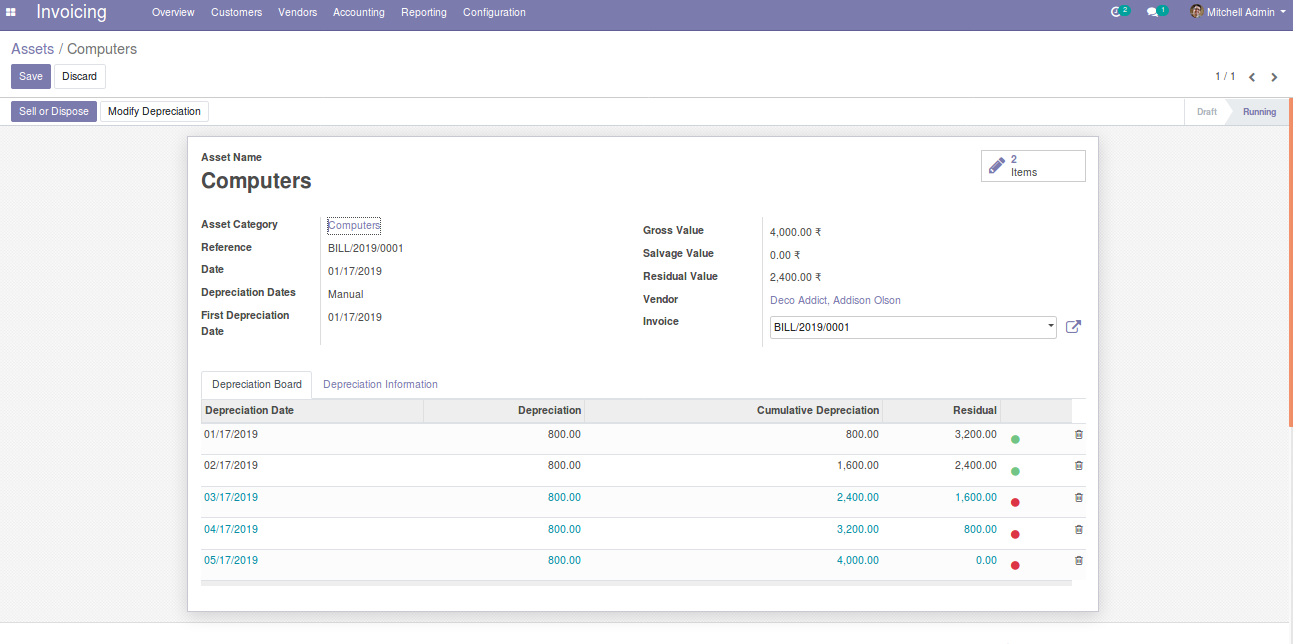 Invoicing Overview Customers Vendors Accounting Reporting Configuration 2 1 Mitchell Admin
Assets / Computers
Save Discard 1 / 1
Sell or Dispose Modify Depreciation Draft Running
Asset Name
Computers
2
Items
Asset Category Computers
Reference BILL/2019/0001
Date 01/17/2019
Depreciation Dates Manual
First Depreciation
Date 01/17/2019
Gross Value 4,000.00 ₹
Salvage Value 0.00 ₹
Residual Value 2,400.00 ₹
Vendor Deco Addict, Addison Olson
Invoice BILL/2019/0001
Depreciation Board Depreciation Information
Depreciation Date Depreciation Cumulative Depreciation Residual
01/17/2019 800.00 800.00 3,200.00
02/17/2019 800.00 1,600.00 2,400.00
03/17/2019 800.00 2,400.00 1,600.00
04/17/2019 800.00 3,200.00 800.00
05/17/2019 800.00 4,000.00 0.00